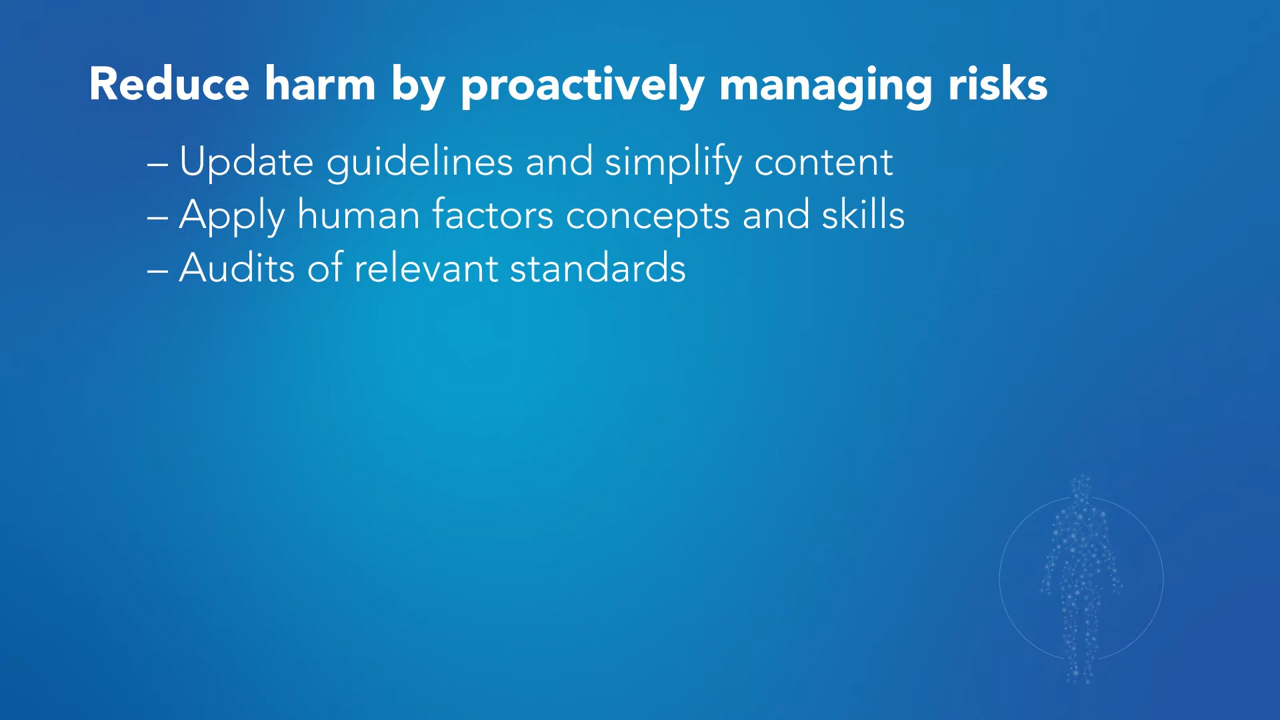 Reduce harm by proactively managing risks
– Update guidelines and simplify content
– Apply human factors concepts and skills
– Audits of relevant standards